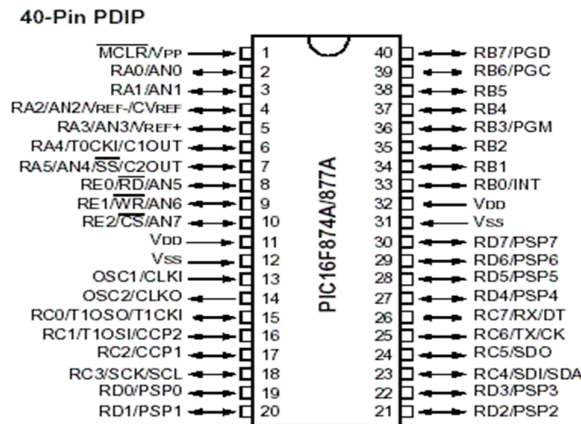 40-Pin PDIP
MCLR/VPP 1 40 RB7/PGD
RA0/AN0 2 39 RB6/PGC
RA1/AN1 3 38 RB5
RA2/AN2/VREF-/CVREF 4 37 RB4
RA3/AN3/VREF+ 5 36 RB3/PGM
RA4/T0CKI/C1OUT 6 35 RB2
RA5/AN4/SS/C2OUT 7 34 RB1
RE0/RD/AN5 8 33 RB0/INT
RE1/WR/AN6 9 32 VDD
RE2/CS/AN7 10 31 VSS
VDD 11 30 RD7/PSP7
VSS 12 29 RD6/PSP6
OSC1/CLKI 13 28 RD5/PSP5
OSC2/CLKO 14 27 RD4/PSP4
RC0/T1OSO/T1CKI 15 26 RC7/RX/DT
RC1/T1OSI/CCP2 16 25 RC6/TX/CK
RC2/CCP1 17 24 RC5/SDO
RC3/SCK/SCL 18 23 RC4/SDI/SDA
RD0/PSP0 19 22 RD3/PSP3
RD1/PSP1 20 21 RD2/PSP2
PIC16F874A/877A